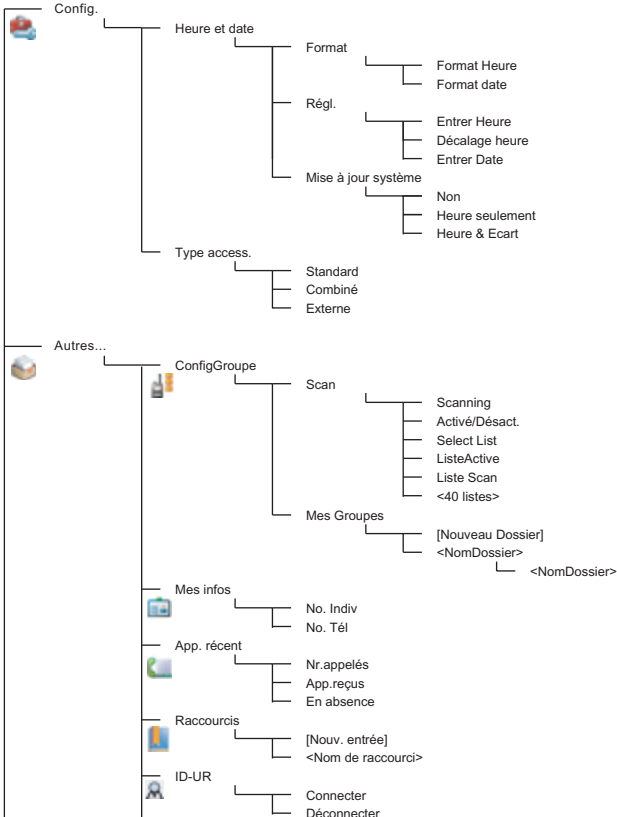 Config.
Heure et date
Format
Format Heure
Format date
Régl.
Entrer Heure
Décalage heure
Entrer Date
Mise à jour système
Non
Heure seulement
Heure & Ecart
Type access.
Standard
Combiné
Externe
Autres...
ConfigGroupe
Scan
Scanning
Activé/Désact.
Select List
ListeActive
Liste Scan
<40 listes>
Mes Groupes
[Nouveau Dossier]
<NomDossier>
<NomDossier>
Mes infos
No. Indiv
No. Tél
App. récent
Nr.appelés
App.reçus
En absence
Raccourcis
[Nouv. entrée]
<Nom de raccourci>
ID-UR
Connecter
Déconnecter